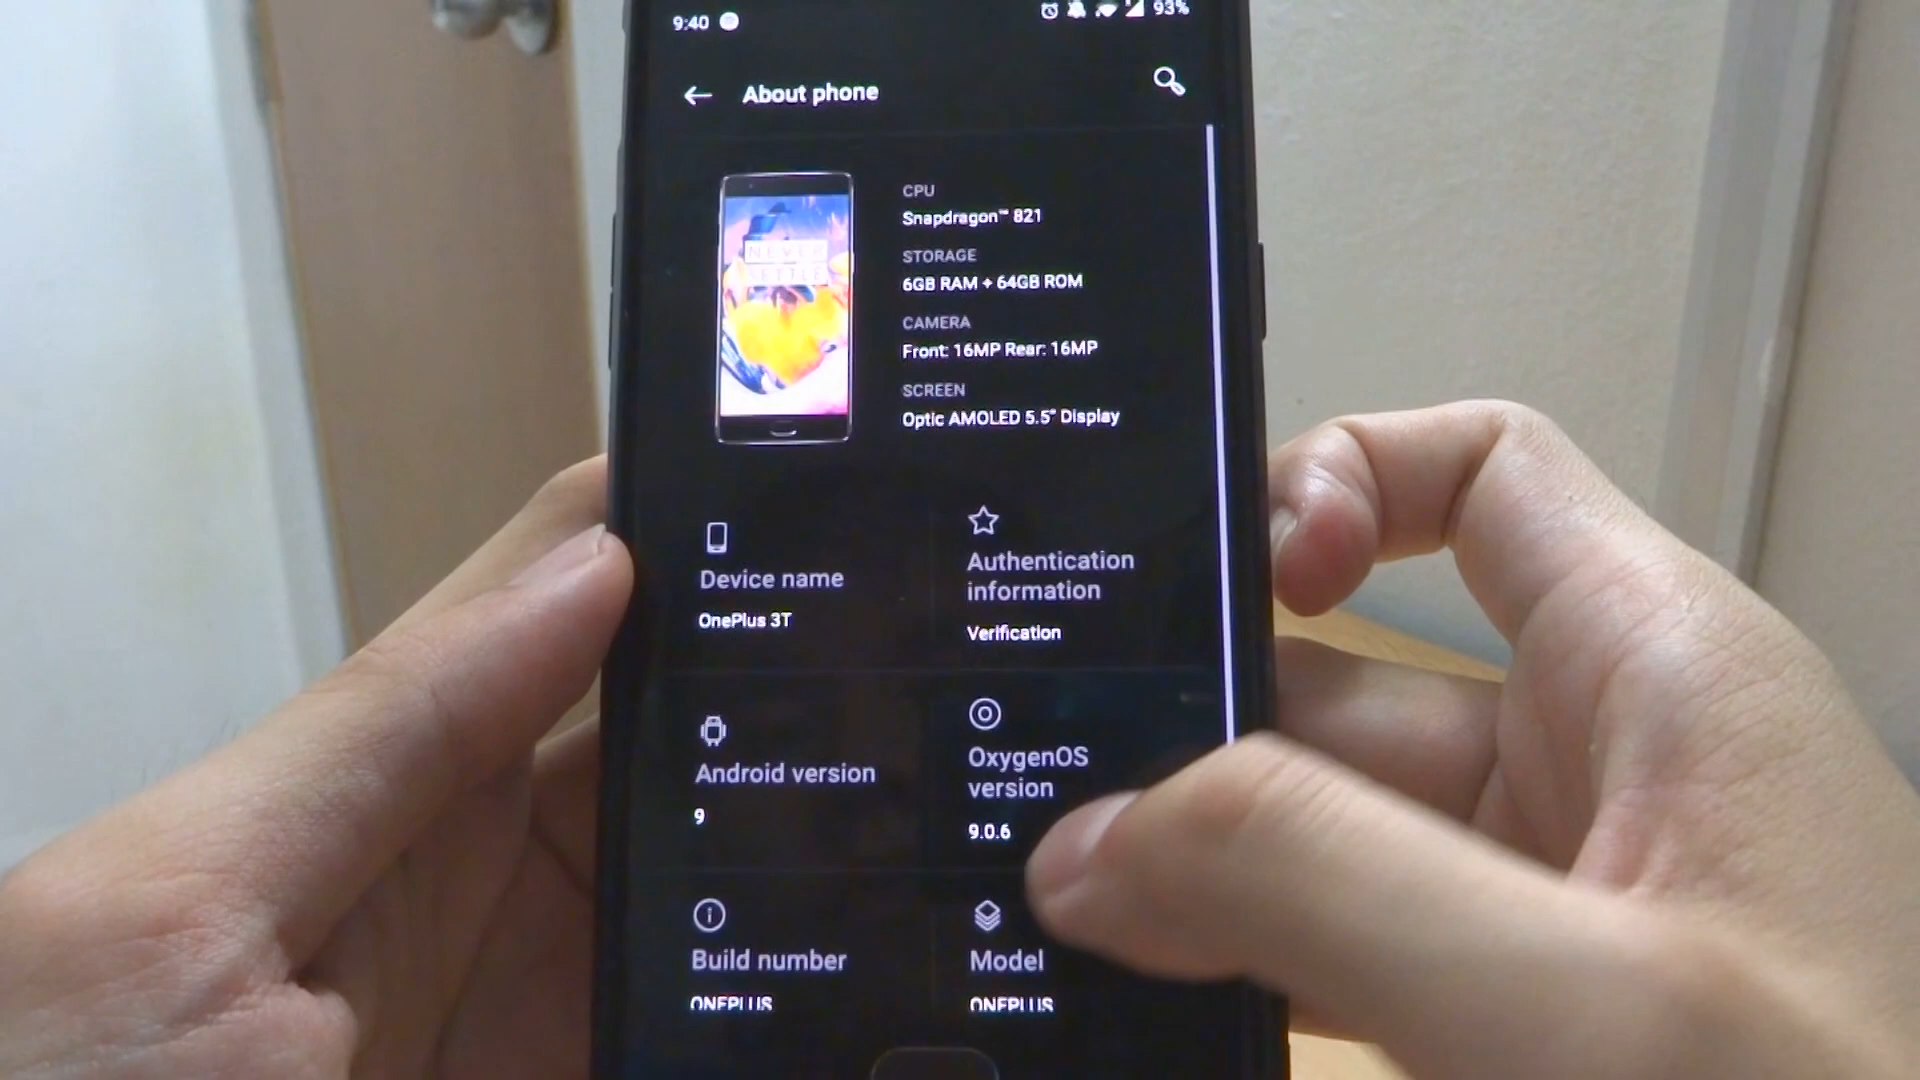 9:40
93%
About phone
NEVER
SETTLE
CPU
Snapdragon™ 821
STORAGE
6GB RAM + 64GB ROM
CAMERA
Front: 16MP Rear: 16MP
SCREEN
Optic AMOLED 5.5" Display
Device name
OnePlus 3T
Authentication
information
Verification
Android version
9
OxygenOS
version
9.0.6
Build number
ONEPLUS
Model
ONEPLUS